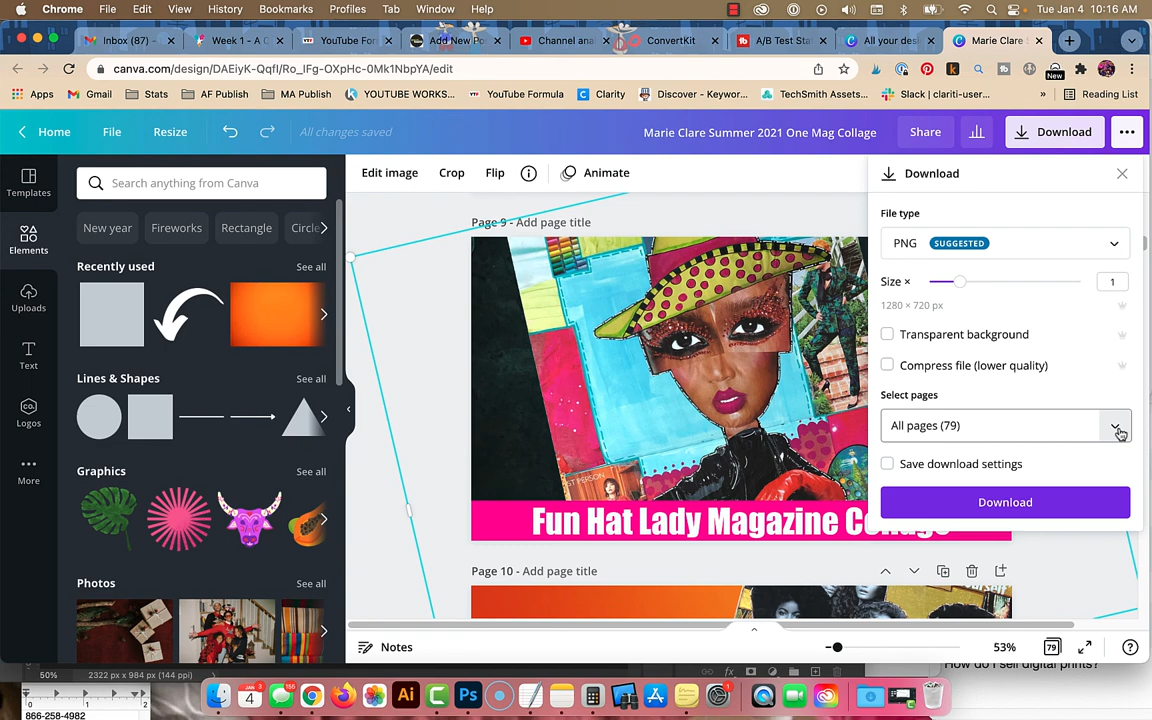 Chrome File Edit View History Bookmarks Profiles Tab Window Help Tue Jan 4 10:16 AM
Inbox (87) - Week 1 - A C YouTube For Add New Po Channel ana ConvertKit A/B Test Sta All your des Marie Clare S
canva.com/design/DAEiyK-QqfI/Ro_IFg-OXpHc-0Mk1NbpYA/edit
New
Apps Gmail Stats AF Publish MA Publish YOUTUBE WORKS... YouTube Formula Clarity Discover - Keywor... TechSmith Assets... Slack | clariti-user... » Reading List
Home File Resize All changes saved Marie Clare Summer 2021 One Mag Collage Share Download
Templates
Elements
Uploads
Text
Logos
More
Search anything from Canva
New year Fireworks Rectangle Circle
Recently used See all
Lines & Shapes See all
Graphics See all
Photos See all
Edit image Crop Flip Animate
Page 9 - Add page title
Fun Hat Lady Magazine Co
Page 10 - Add page title
Download
File type
PNG SUGGESTED
Size × 1
1280 × 720 px
Transparent background
Compress file (lower quality)
Select pages
All pages (79)
Save download settings
Download
Notes 53% 79
50% 2322 px x 984 px (144 ppi)
How do I sell digital prints?
0 1 2
866-258-4982